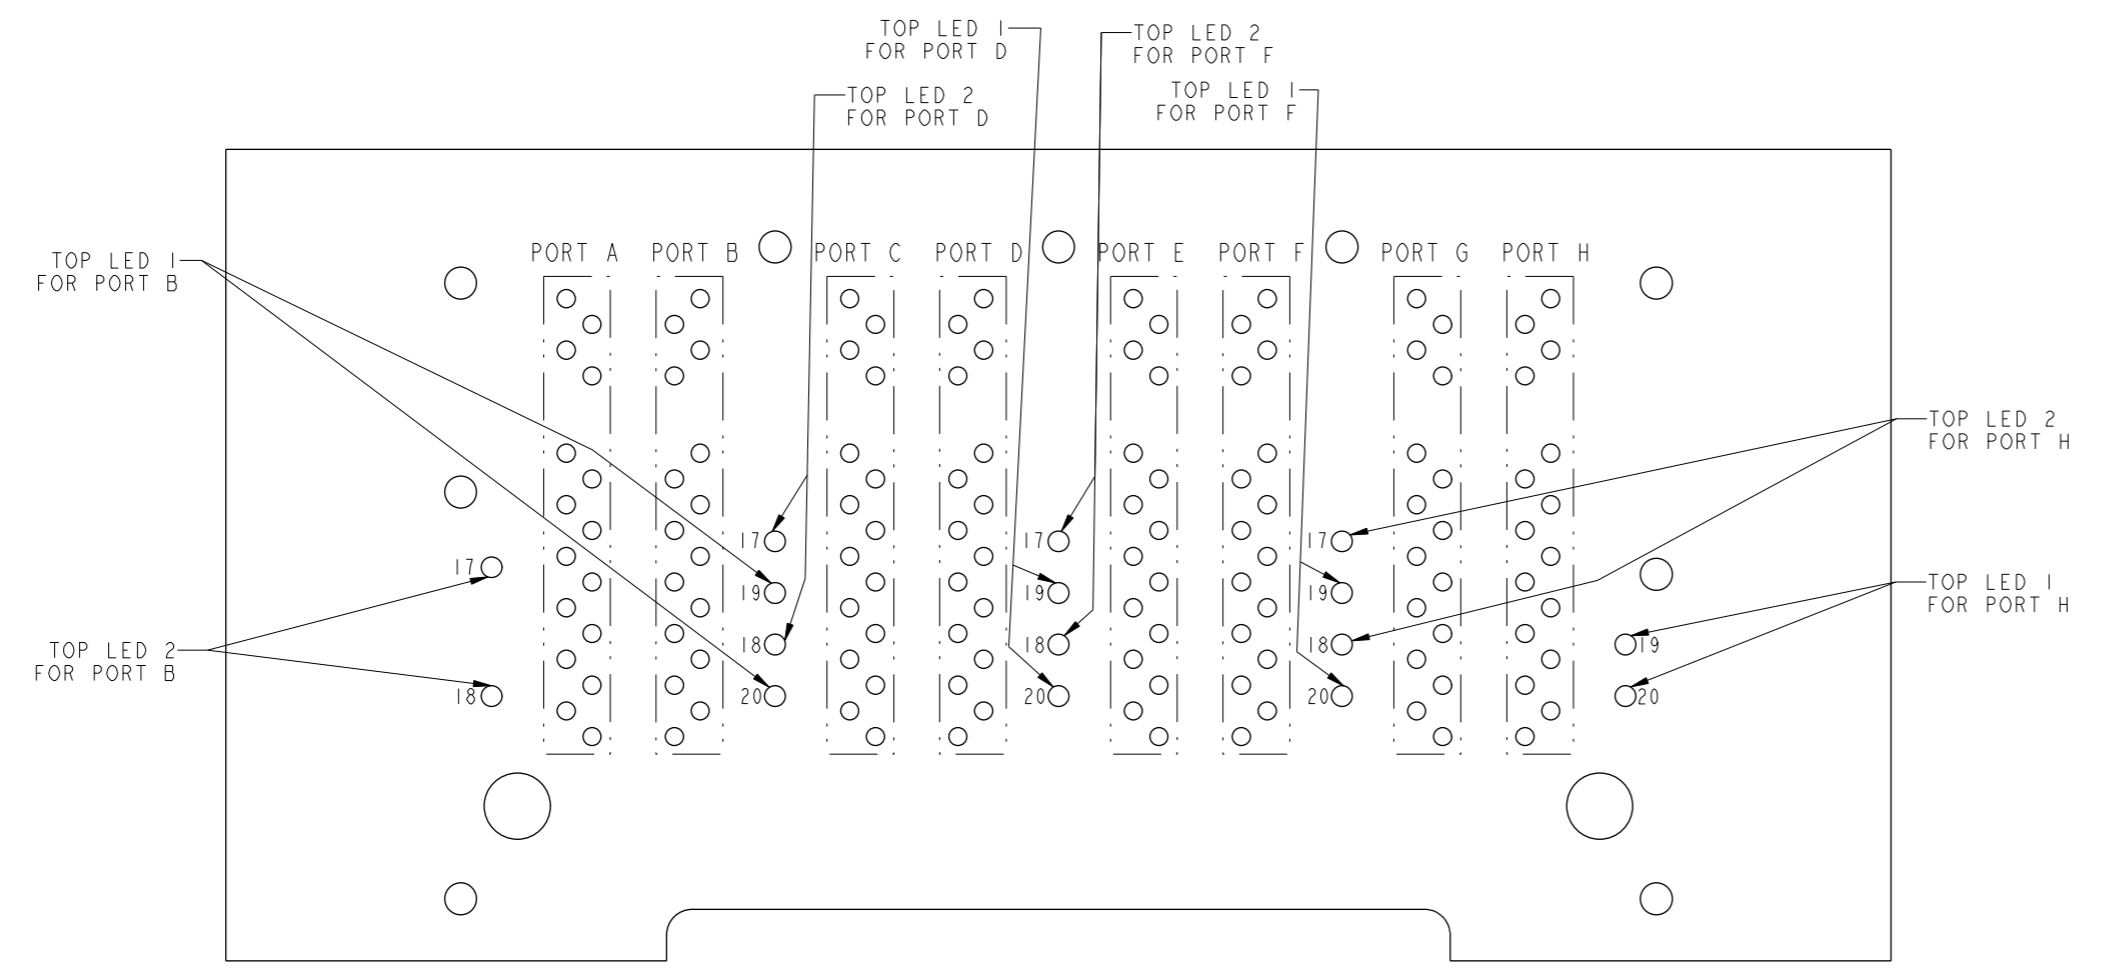 TOP LED 1
FOR PORT D
TOP LED 2
FOR PORT F
TOP LED 2
FOR PORT D
TOP LED 1
FOR PORT F
PORT A PORT B PORT C PORT D PORT E PORT F PORT G PORT H
TOP LED 1
FOR PORT B
TOP LED 2
FOR PORT H
17 17 17
17
19 19 19
TOP LED 1
FOR PORT H
18 18 18 19
TOP LED 2
FOR PORT B
18 20 20 20 20